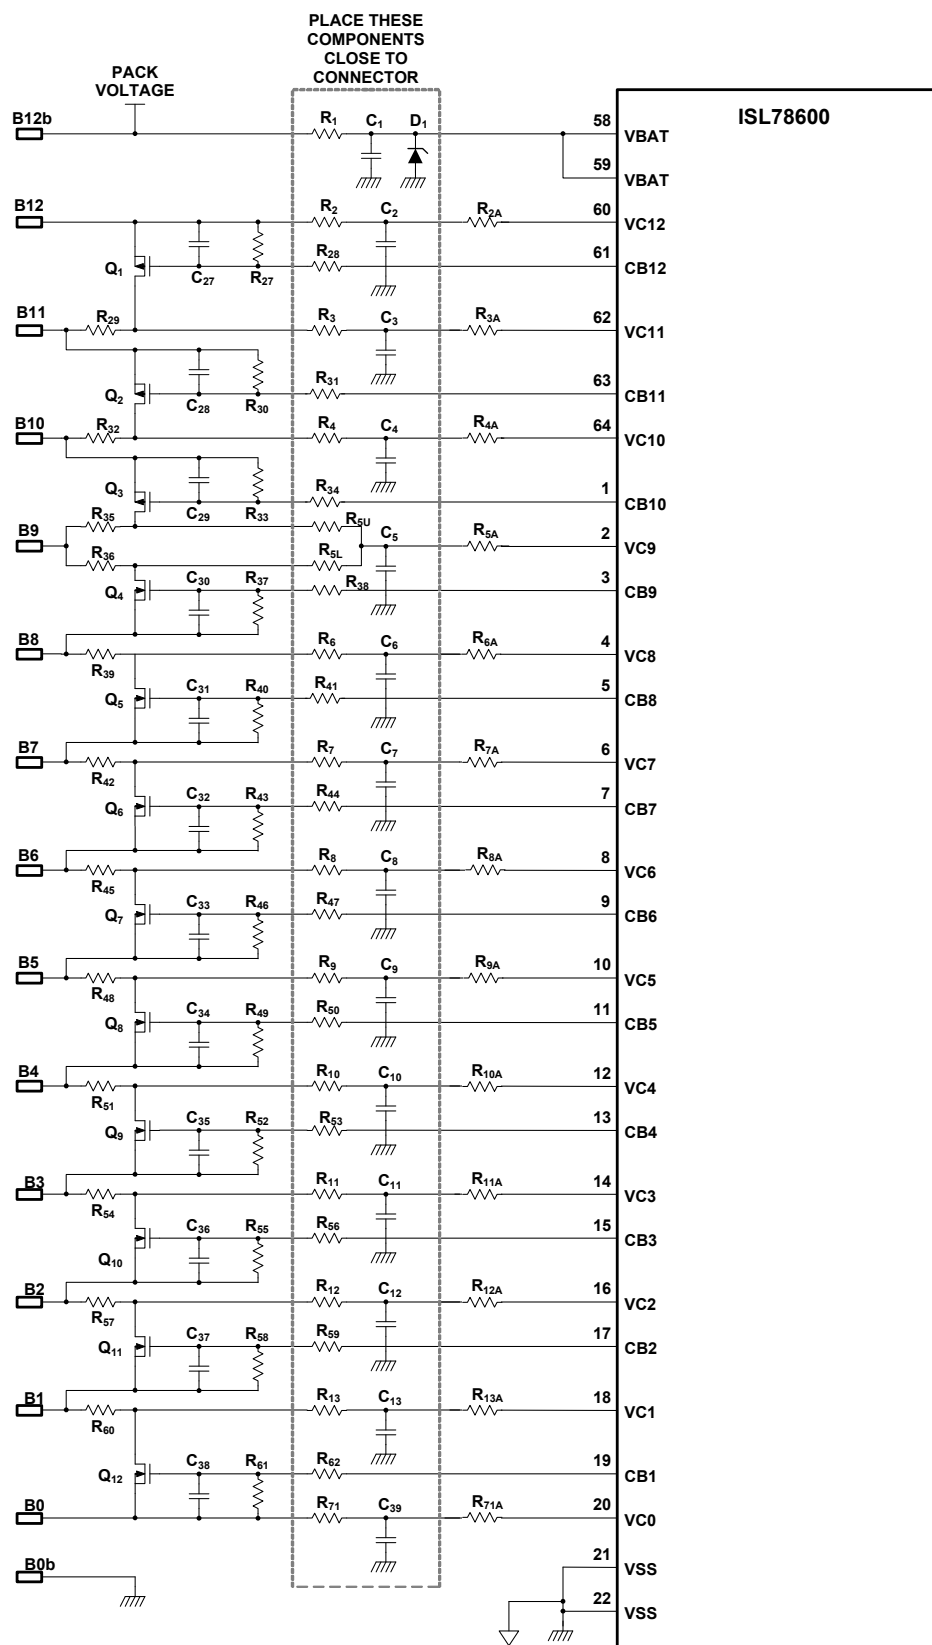 PLACE THESE
COMPONENTS
CLOSE TO
CONNECTOR
PACK
VOLTAGE
ISL78600
B12b R1 C1 D1 58 VBAT
59 VBAT
B12 R2 C2 R2A 60 VC12
Q1 C27 R27 R28 61 CB12
B11 R29 R3 C3 R3A 62 VC11
Q2 C28 R30 R31 63 CB11
B10 R32 R4 C4 R4A 64 VC10
Q3 C29 R33 R34 1 CB10
B9 R35 R5U C5 R5A 2 VC9
R36 R5L
Q4 C30 R37 R38 3 CB9
B8 R39 R6 C6 R6A 4 VC8
Q5 C31 R40 R41 5 CB8
B7 R42 R7 C7 R7A 6 VC7
Q6 C32 R43 R44 7 CB7
B6 R45 R8 C8 R8A 8 VC6
Q7 C33 R46 R47 9 CB6
B5 R48 R9 C9 R9A 10 VC5
Q8 C34 R49 R50 11 CB5
B4 R51 R10 C10 R10A 12 VC4
Q9 C35 R52 R53 13 CB4
B3 R54 R11 C11 R11A 14 VC3
Q10 C36 R55 R56 15 CB3
B2 R57 R12 C12 R12A 16 VC2
Q11 C37 R58 R59 17 CB2
B1 R60 R13 C13 R13A 18 VC1
Q12 C38 R61 R62 19 CB1
B0 R71 C39 R71A 20 VC0
B0b 21 VSS
22 VSS